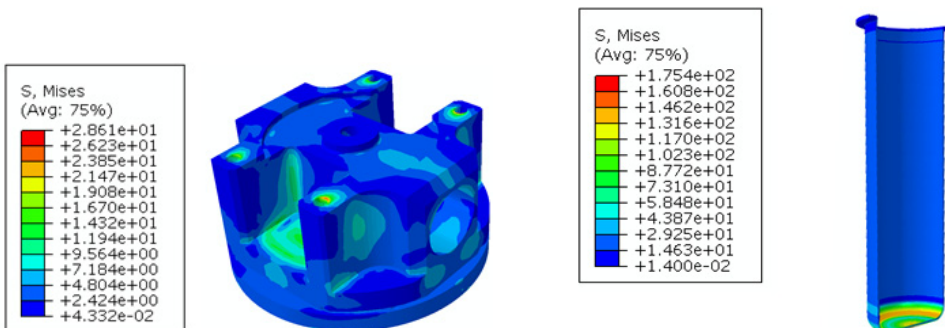 S, Mises
(Avg: 75%)
+2.861e+01
+2.623e+01
+2.385e+01
+2.147e+01
+1.908e+01
+1.670e+01
+1.432e+01
+1.194e+01
+9.564e+00
+7.184e+00
+4.804e+00
+2.424e+00
+4.332e-02
S, Mises
(Avg: 75%)
+1.754e+02
+1.608e+02
+1.462e+02
+1.316e+02
+1.170e+02
+1.023e+02
+8.772e+01
+7.310e+01
+5.848e+01
+4.387e+01
+2.925e+01
+1.463e+01
+1.400e-02